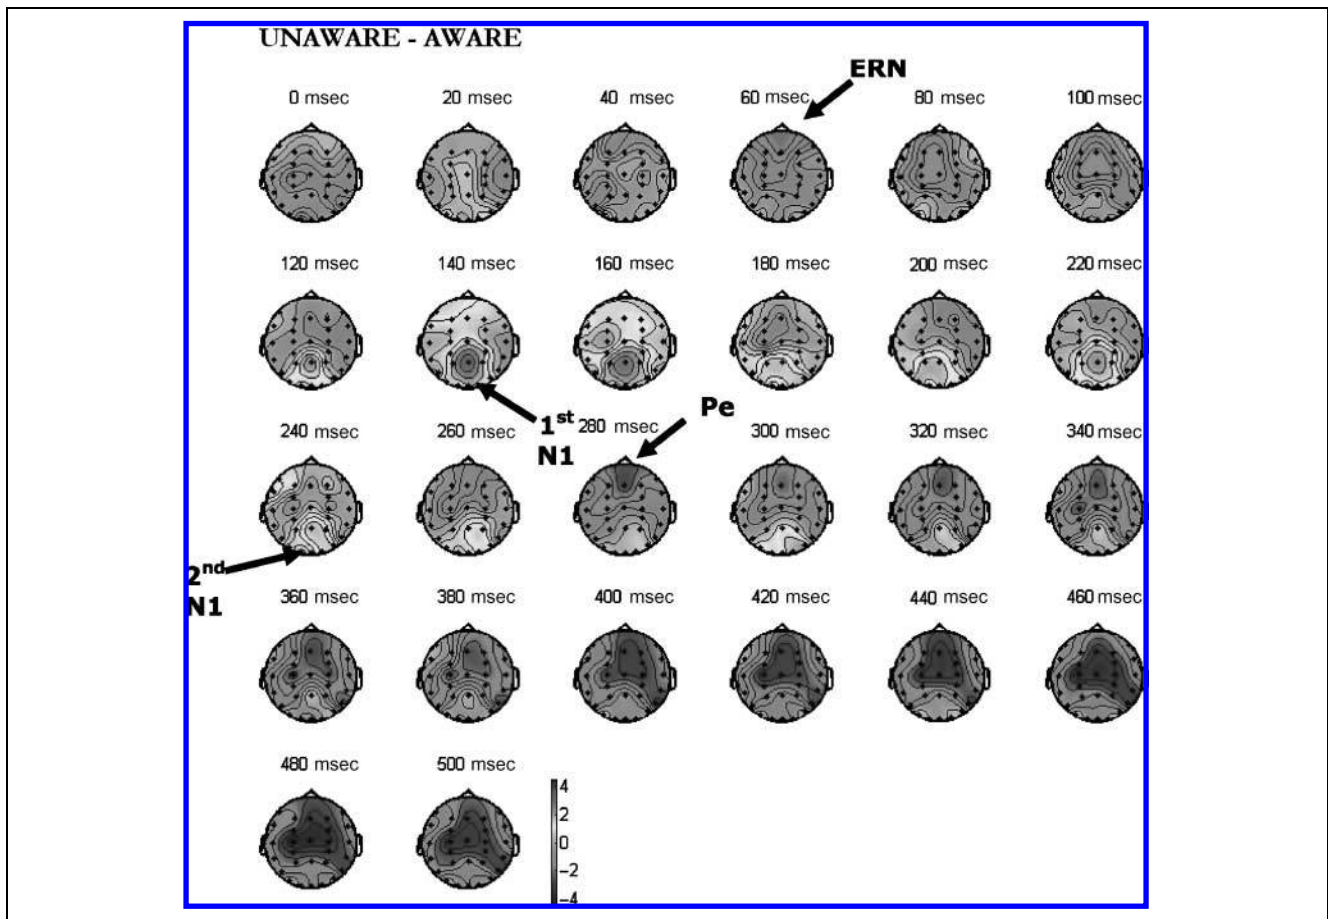 UNAWARE - AWARE
ERN
0 msec 20 msec 40 msec 60 msec 80 msec 100 msec
120 msec 140 msec 160 msec 180 msec 200 msec 220 msec
Pe
240 msec 260 msec 1st N1 280 msec 300 msec 320 msec 340 msec
2nd N1
360 msec 380 msec 400 msec 420 msec 440 msec 460 msec
480 msec 500 msec
4
2
0
-2
-4